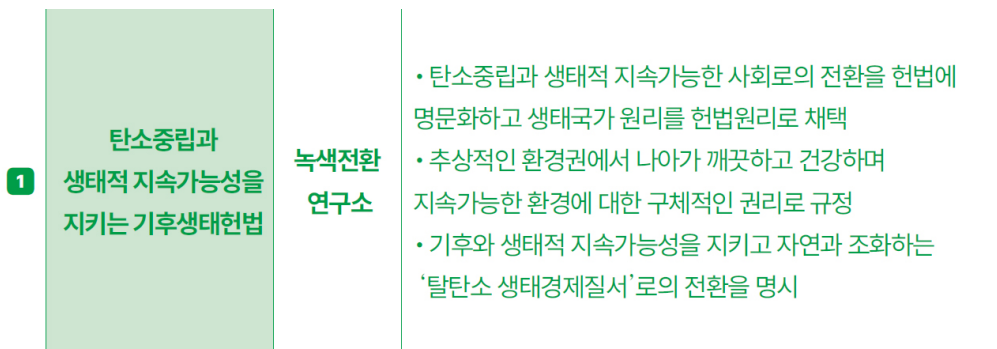 1
탄소중립과
생태적 지속가능성을
지키는 기후생태헌법
녹색전환
연구소
• 탄소중립과 생태적 지속가능한 사회로의 전환을 헌법에
명문화하고 생태국가 원리를 헌법원리로 채택
• 추상적인 환경권에서 나아가 깨끗하고 건강하며
지속가능한 환경에 대한 구체적인 권리로 규정
• 기후와 생태적 지속가능성을 지키고 자연과 조화하는
‘탈탄소 생태경제질서’로의 전환을 명시